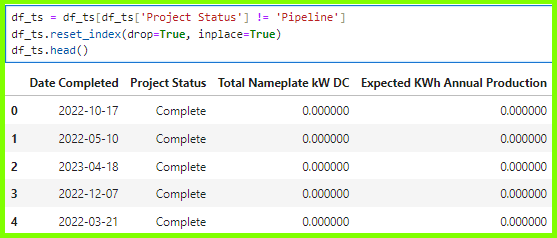 df_ts = df_ts[df_ts['Project Status'] != 'Pipeline']
df_ts.reset_index(drop=True, inplace=True)
df_ts.head()
Date Completed Project Status Total Nameplate kW DC Expected KWh Annual Production
0 2022-10-17 Complete 0.000000 0.000000
1 2022-05-10 Complete 0.000000 0.000000
2 2023-04-18 Complete 0.000000 0.000000
3 2022-12-07 Complete 0.000000 0.000000
4 2022-03-21 Complete 0.000000 0.000000